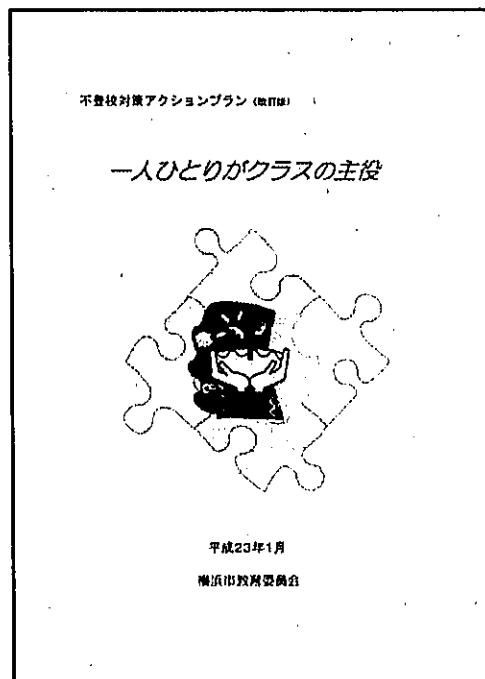 不登校対策アクションプラン（改訂版）
一人ひとりがクラスの主役
平成23年1月
横浜市教育委員会